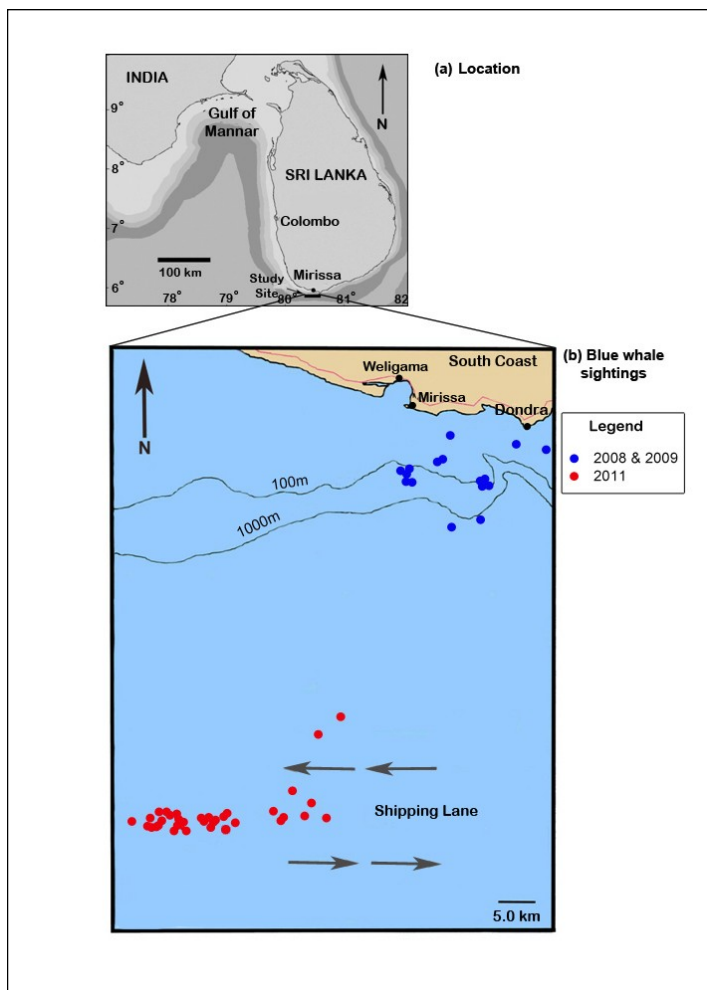 (a) Location
INDIA
N
9°
Gulf of
Mannar
8°
SRI LANKA
7°
Colombo
100 km
6°
Study
Site
Mirissa
78° 79° 80° 81° 82
(b) Blue whale
sightings
South Coast
Weligama
Mirissa
Dondra
N
Legend
2008 & 2009
2011
100m
1000m
Shipping Lane
5.0 km